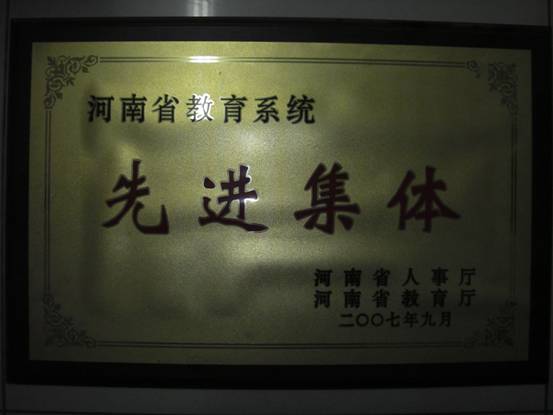 河南省教育系统
先进集体
河南省人事厅
河南省教育厅
二〇〇七年九月